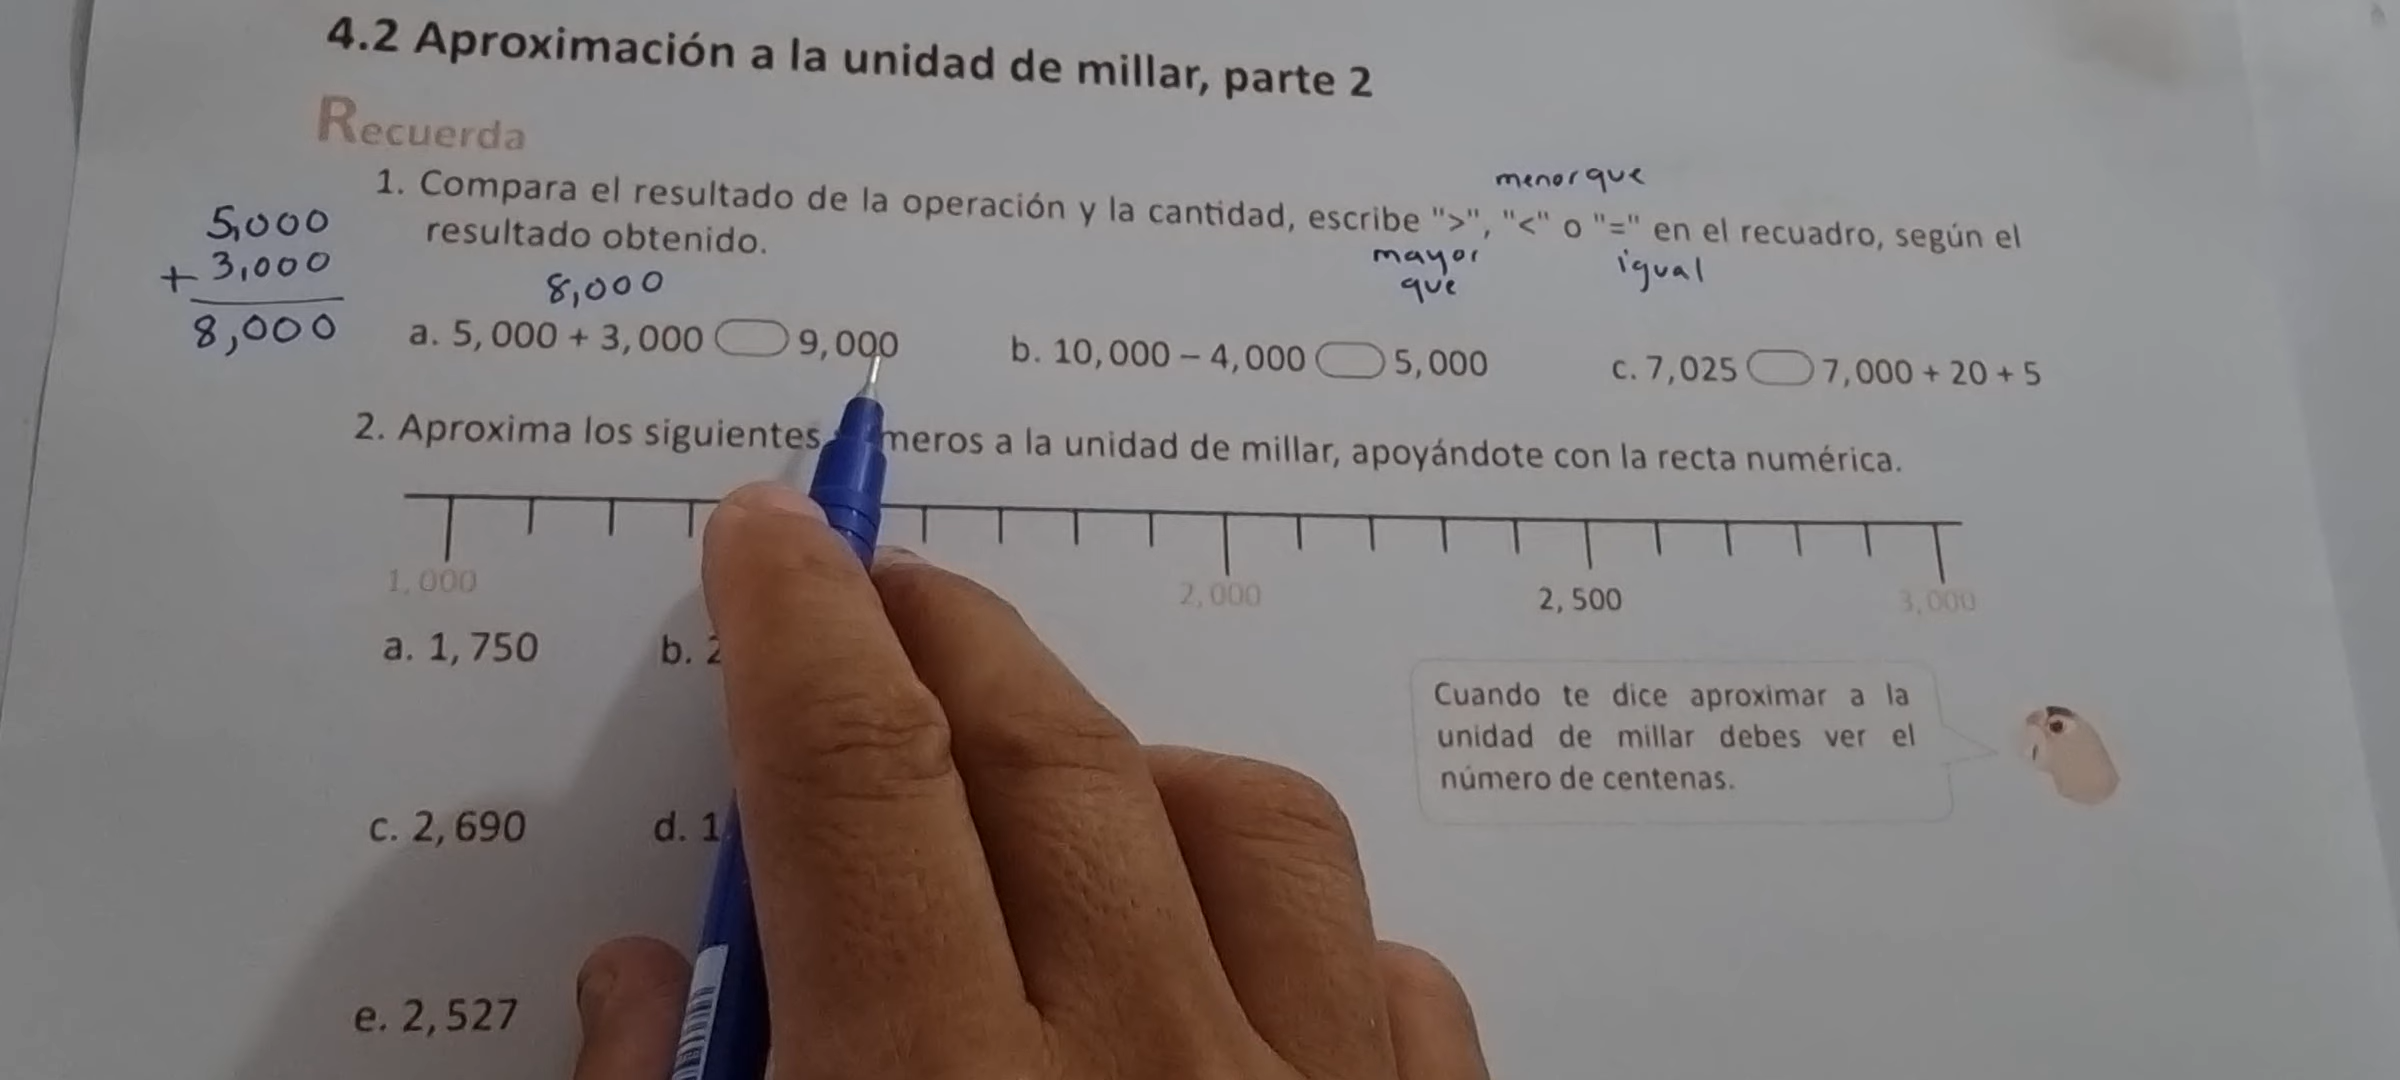 4.2 Aproximación a la unidad de millar, parte 2
Recuerda
menor que
1. Compara el resultado de la operación y la cantidad, escribe ">", "<" o "=" en el recuadro, según el
resultado obtenido.
mayor
que
igual
5,000
+ 3,000
8,000
8,000
a. 5,000 + 3,000 9,000
b. 10,000 – 4,000 5,000
c. 7,025 7,000 + 20 + 5
2. Aproxima los siguientes meros a la unidad de millar, apoyándote con la recta numérica.
1,000
2,000
2,500
3,000
a. 1,750
b. 2
Cuando te dice aproximar a la
unidad de millar debes ver el
número de centenas.
c. 2,690
d. 1
e. 2,527